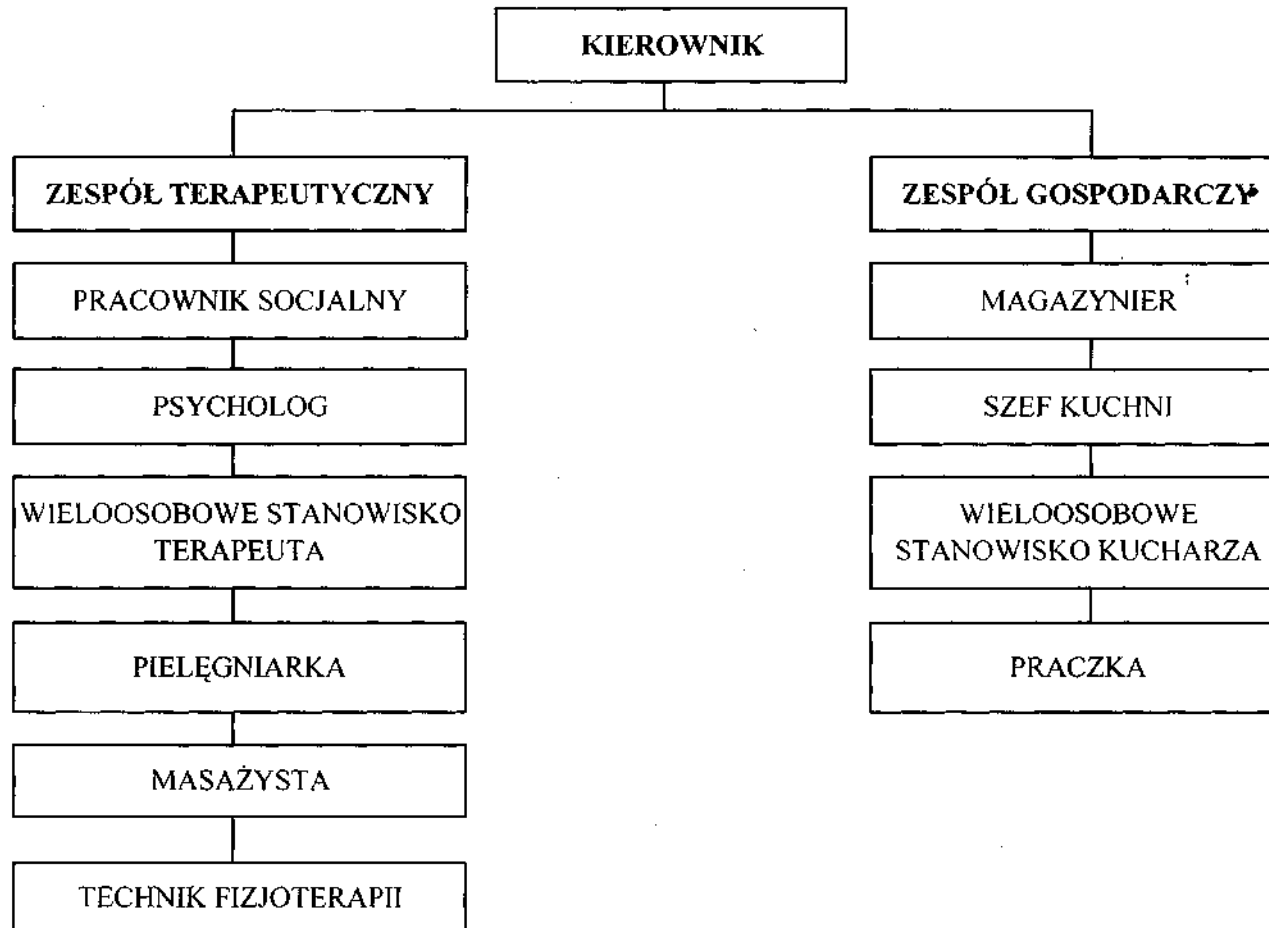 KIEROWNIK
ZESPÓŁ TERAPEUTYCZNY
PRACOWNIK SOCJALNY
PSYCHOLOG
WIELOOSOBOWE STANOWISKO
TERAPEUTA
PIELĘGNIARKA
MASAŻYSTA
TECHNIK FIZJOTERAPII
ZESPÓŁ GOSPODARCZY
MAGAZYNIER
SZEF KUCHNI
WIELOOSOBOWE
STANOWISKO KUCHARZA
PRACZKA